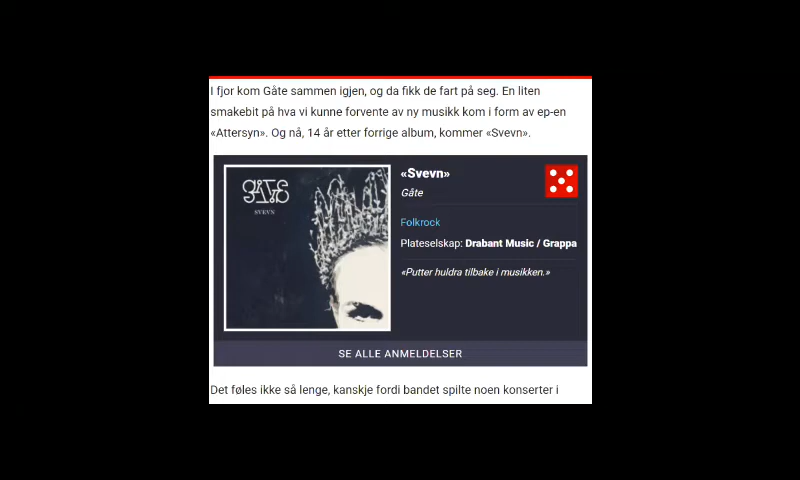 I fjor kom Gåte sammen igjen, og da fikk de fart på seg. En liten
smakebit på hva vi kunne forvente av ny musikk kom i form av ep-en
«Attersyn». Og nå, 14 år etter forrige album, kommer «Svevn».
GÅTE
SVEVN
«Svevn»
Gåte
Folkrock
Plateselskap: Drabant Music / Grappa
«Putter huldra tilbake i musikken.»
SE ALLE ANMELDELSER
Det føles ikke så lenge, kanskje fordi bandet spilte noen konserter i